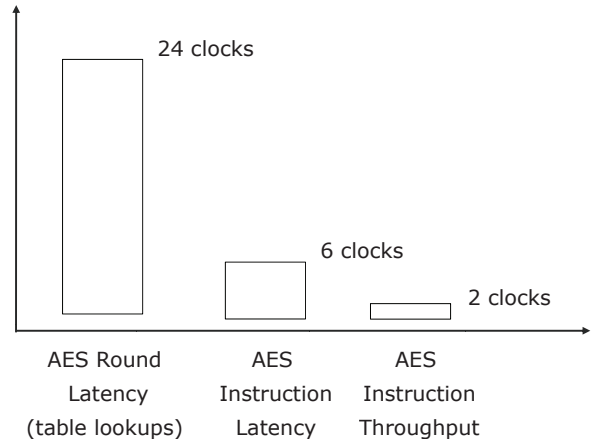 24 clocks
6 clocks
2 clocks
AES Round
Latency
(table lookups)
AES
Instruction
Latency
AES
Instruction
Throughput